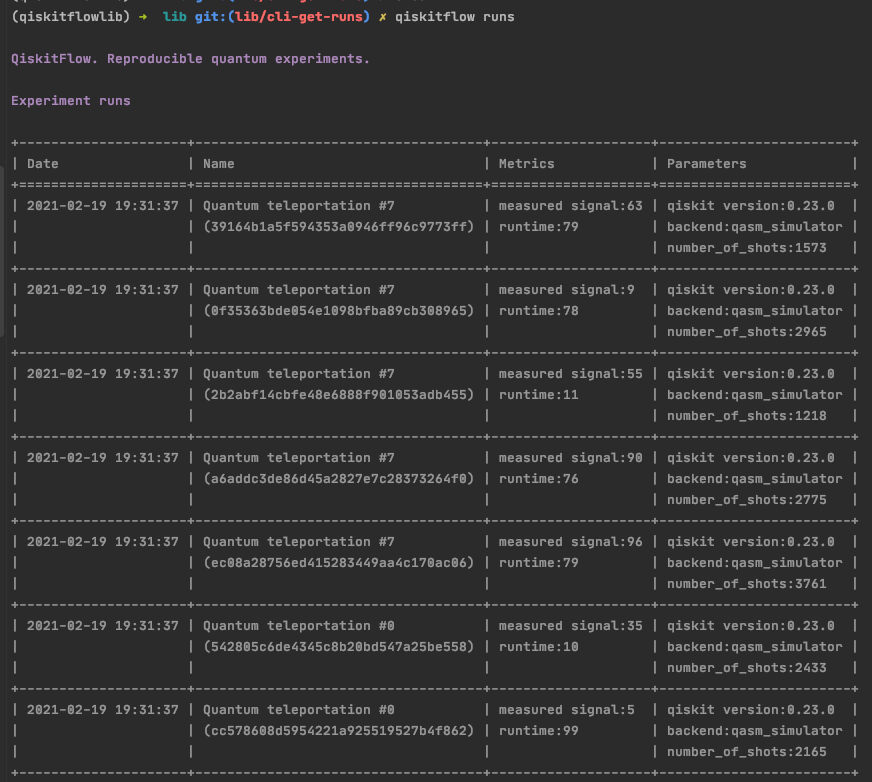 (qiskitflowlib) ➜  lib git:(lib/cli-get-runs) ✗ qiskitflow runs
QiskitFlow. Reproducible quantum experiments.
Experiment runs
+---------------------+------------------------------------+--------------------+------------------------+
| Date                | Name                               | Metrics            | Parameters             |
+=====================+====================================+====================+========================+
| 2021-02-19 19:31:37 | Quantum teleportation #7           | measured signal:63 | qiskit version:0.23.0  |
|                     | (39164b1a5f594353a0946ff96c9773ff) | runtime:79         | backend:qasm_simulator |
|                     |                                    |                    | number_of_shots:1573   |
+---------------------+------------------------------------+--------------------+------------------------+
| 2021-02-19 19:31:37 | Quantum teleportation #7           | measured signal:9  | qiskit version:0.23.0  |
|                     | (0f35363bde054e1098bfba89cb308965) | runtime:78         | backend:qasm_simulator |
|                     |                                    |                    | number_of_shots:2965   |
+---------------------+------------------------------------+--------------------+------------------------+
| 2021-02-19 19:31:37 | Quantum teleportation #7           | measured signal:55 | qiskit version:0.23.0  |
|                     | (2b2abf14cbfe48e6888f901053adb455) | runtime:11         | backend:qasm_simulator |
|                     |                                    |                    | number_of_shots:1218   |
+---------------------+------------------------------------+--------------------+------------------------+
| 2021-02-19 19:31:37 | Quantum teleportation #7           | measured signal:90 | qiskit version:0.23.0  |
|                     | (a6addc3de86d45a2827e7c28373264f0) | runtime:76         | backend:qasm_simulator |
|                     |                                    |                    | number_of_shots:2775   |
+---------------------+------------------------------------+--------------------+------------------------+
| 2021-02-19 19:31:37 | Quantum teleportation #7           | measured signal:96 | qiskit version:0.23.0  |
|                     | (ec08a28756ed415283449aa4c170ac06) | runtime:79         | backend:qasm_simulator |
|                     |                                    |                    | number_of_shots:3761   |
+---------------------+------------------------------------+--------------------+------------------------+
| 2021-02-19 19:31:37 | Quantum teleportation #0           | measured signal:35 | qiskit version:0.23.0  |
|                     | (542805c6de4345c8b20bd547a25be558) | runtime:10         | backend:qasm_simulator |
|                     |                                    |                    | number_of_shots:2433   |
+---------------------+------------------------------------+--------------------+------------------------+
| 2021-02-19 19:31:37 | Quantum teleportation #0           | measured signal:5  | qiskit version:0.23.0  |
|                     | (cc578608d5954221a925519527b4f862) | runtime:99         | backend:qasm_simulator |
|                     |                                    |                    | number_of_shots:2165   |
+---------------------+------------------------------------+--------------------+------------------------+